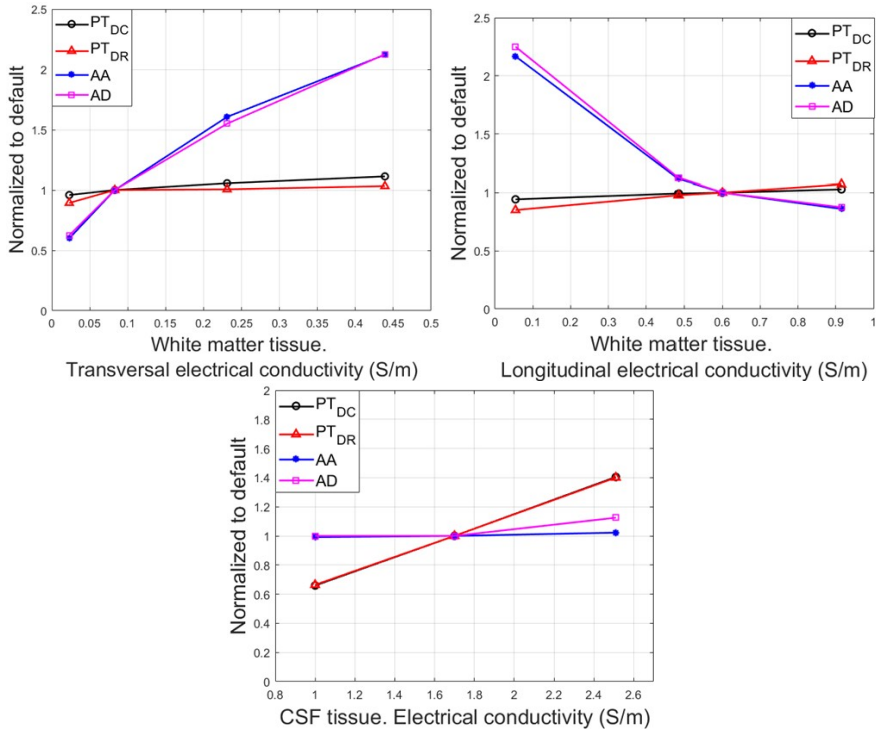 2.5
2
1.5
1
0.5
0
Normalized to default
PT_DC
PT_DR
AA
AD
0 0.05 0.1 0.15 0.2 0.25 0.3 0.35 0.4 0.45 0.5
White matter tissue.
Transversal electrical conductivity (S/m)
2.5
2
1.5
1
0.5
0
Normalized to default
PT_DC
PT_DR
AA
AD
0 0.1 0.2 0.3 0.4 0.5 0.6 0.7 0.8 0.9 1
White matter tissue.
Longitudinal electrical conductivity (S/m)
2
1.8
1.6
1.4
1.2
1
0.8
0.6
0.4
0.2
0
Normalized to default
PT_DC
PT_DR
AA
AD
0.8 1 1.2 1.4 1.6 1.8 2 2.2 2.4 2.6
CSF tissue. Electrical conductivity (S/m)